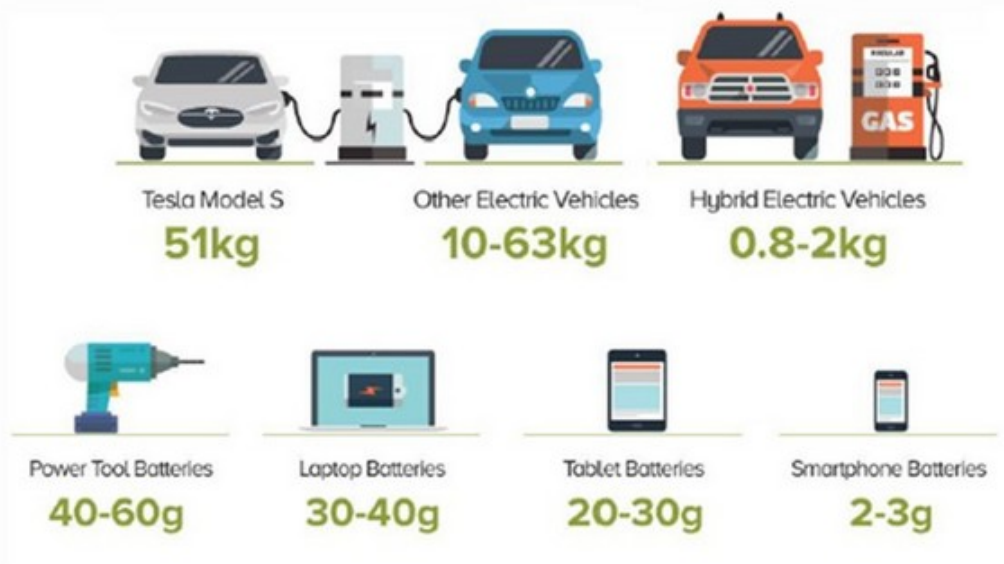 REGULAR
GAS
Tesla Model S
Other Electric Vehicles
Hybrid Electric Vehicles
51kg
10-63kg
0.8-2kg
Power Tool Batteries
Laptop Batteries
Tablet Batteries
Smartphone Batteries
40-60g
30-40g
20-30g
2-3g